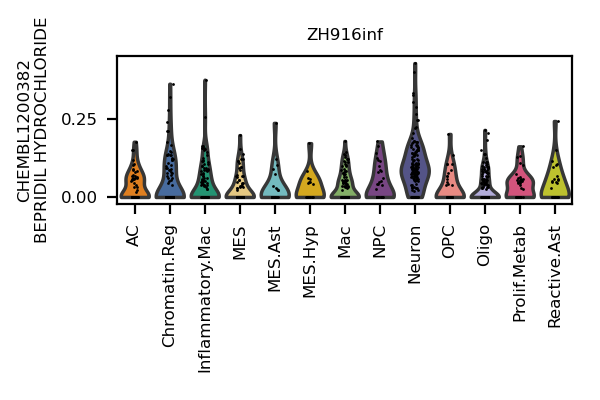 ZH916inf
CHEMBL1200382
BEPRIDIL HYDROCHLORIDE
0.25
0.00
AC
Chromatin.Reg
Inflammatory.Mac
MES
MES.Ast
MES.Hyp
Mac
NPC
Neuron
OPC
Oligo
Prolif.Metab
Reactive.Ast